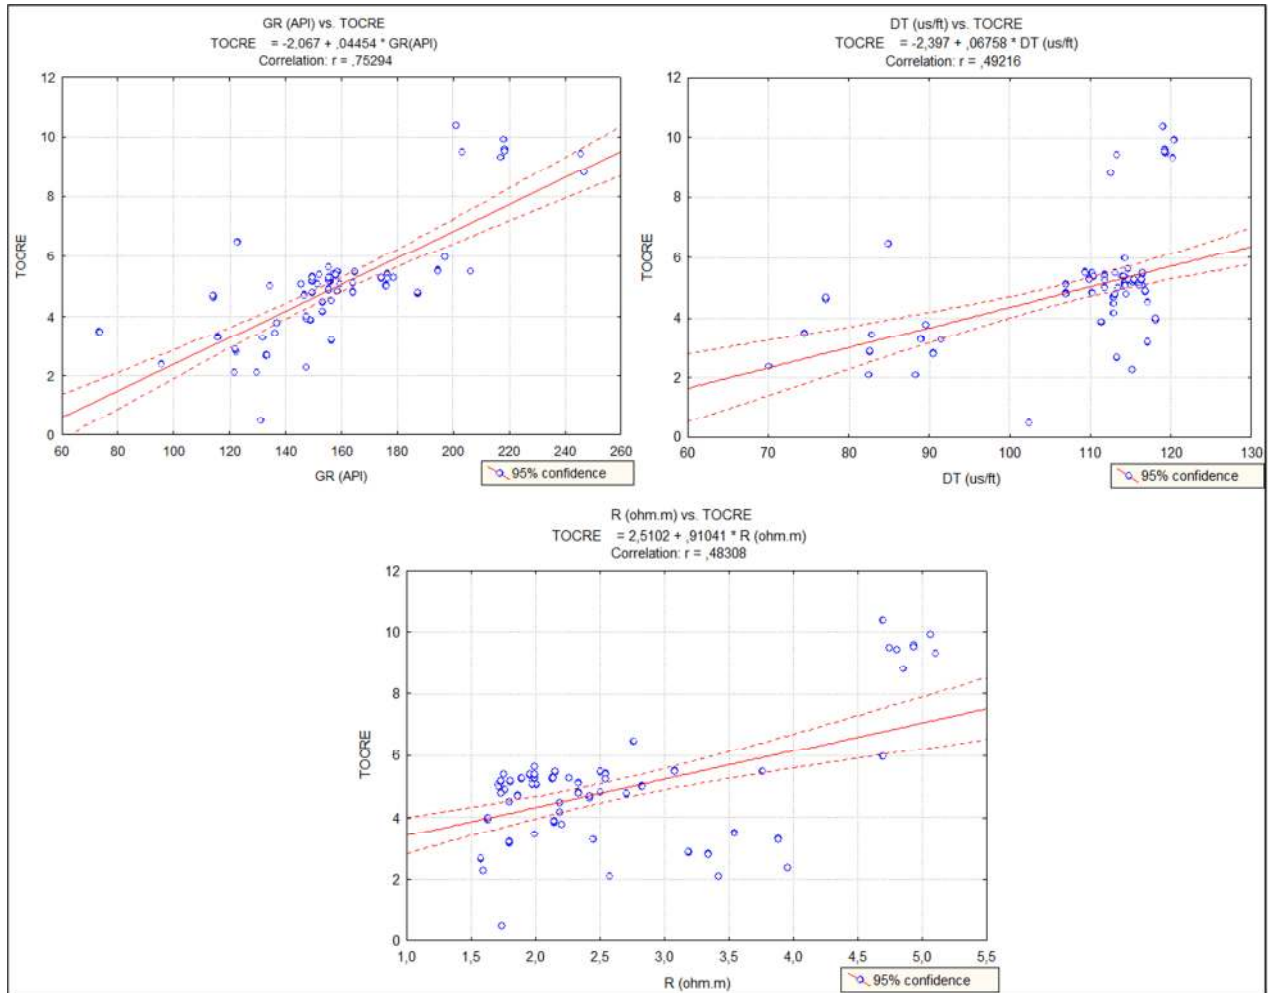 GR (API) vs. TOCRE
TOCRE = -2,067 + ,04454 * GR(API)
Correlation: r = ,75294
12
10
8
6
4
2
0
TOCRE
60 80 100 120 140 160 180 200 220 240 260
GR (API)
95% confidence
DT (us/ft) vs. TOCRE
TOCRE = -2,397 + ,06758 * DT (us/ft)
Correlation: r = ,49216
12
10
8
6
4
2
0
TOCRE
60 70 80 90 100 110 120 130
DT (us/ft)
95% confidence
R (ohm.m) vs. TOCRE
TOCRE = 2,5102 + ,91041 * R (ohm.m)
Correlation: r = ,48308
12
10
8
6
4
2
0
TOCRE
1,0 1,5 2,0 2,5 3,0 3,5 4,0 4,5 5,0 5,5
R (ohm.m)
95% confidence